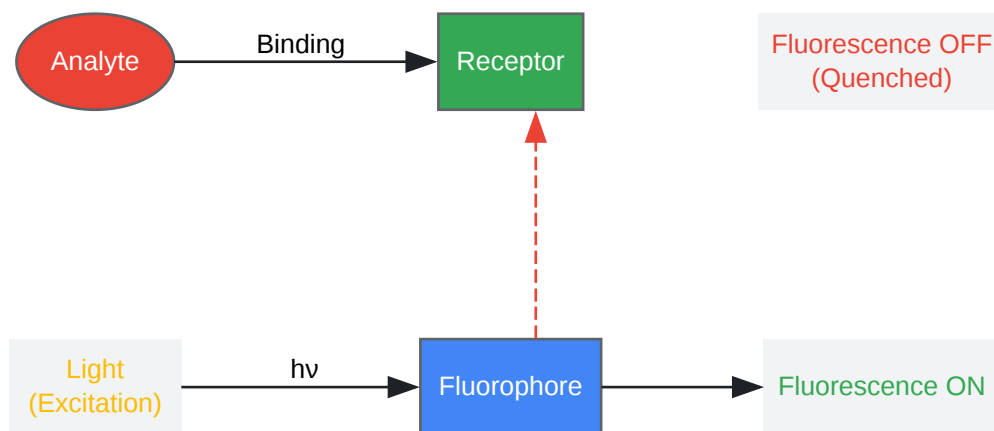 Analyte
Binding
Receptor
Fluorescence OFF
(Quenched)
Light
(Excitation)
hν
Fluorophore
Fluorescence ON